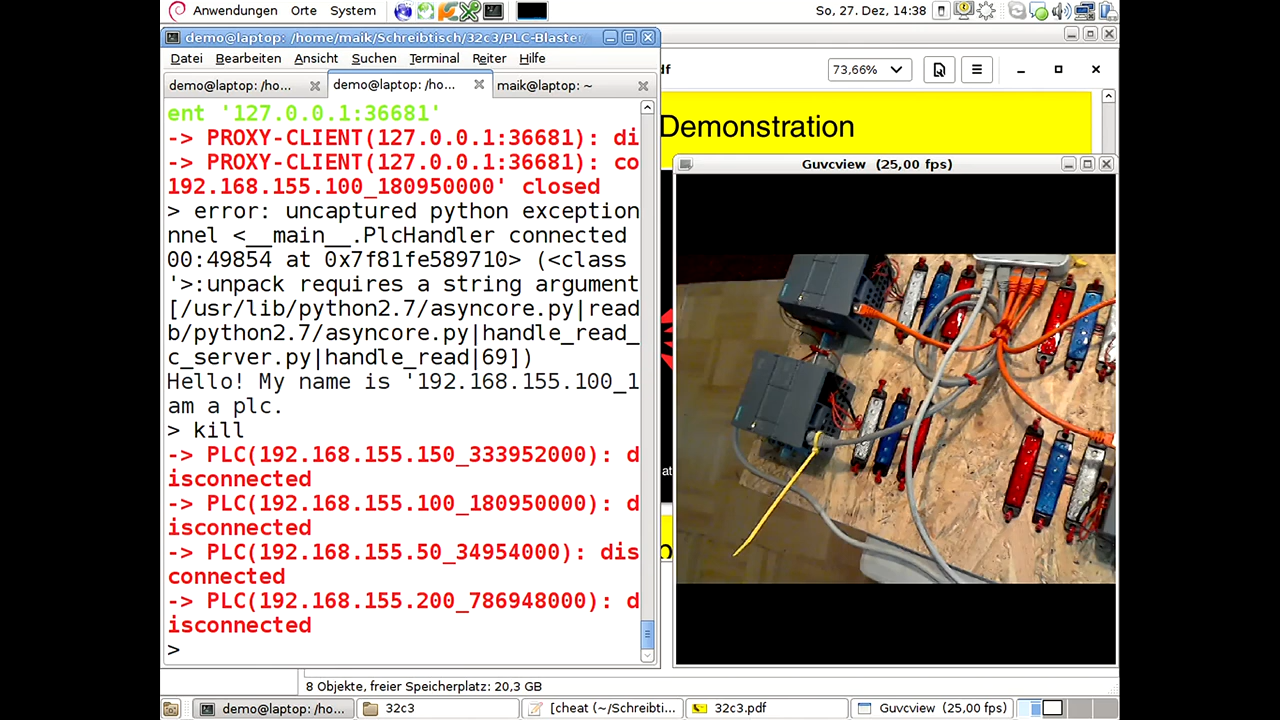 Anwendungen Orte System
So, 27. Dez, 14:38
demo@laptop: /home/maik/Schreibtisch/32c3/PLC-Blaster
Datei Bearbeiten Ansicht Suchen Terminal Reiter Hilfe
demo@laptop: /ho... demo@laptop: /ho... maik@laptop: ~
ent '127.0.0.1:36681'
-> PROXY-CLIENT(127.0.0.1:36681): di
-> PROXY-CLIENT(127.0.0.1:36681): co
192.168.155.100_180950000' closed
> error: uncaptured python exception
nnel <__main__.PlcHandler connected
00:49854 at 0x7f81fe589710> (<class
'>:unpack requires a string argument
[/usr/lib/python2.7/asyncore.py|read
b/python2.7/asyncore.py|handle_read_
c_server.py|handle_read|69])
Hello! My name is '192.168.155.100_1
am a plc.
> kill
-> PLC(192.168.155.150_333952000): d
isconnected
-> PLC(192.168.155.100_180950000): d
isconnected
-> PLC(192.168.155.50_34954000): dis
connected
-> PLC(192.168.155.200_786948000): d
isconnected
>
df
73,66%
Demonstration
Guvcview (25,00 fps)
at
8 Objekte, freier Speicherplatz: 20,3 GB
demo@laptop: /ho... 32c3 [cheat (~/Schreibti... 32c3.pdf Guvcview (25,00 fps)